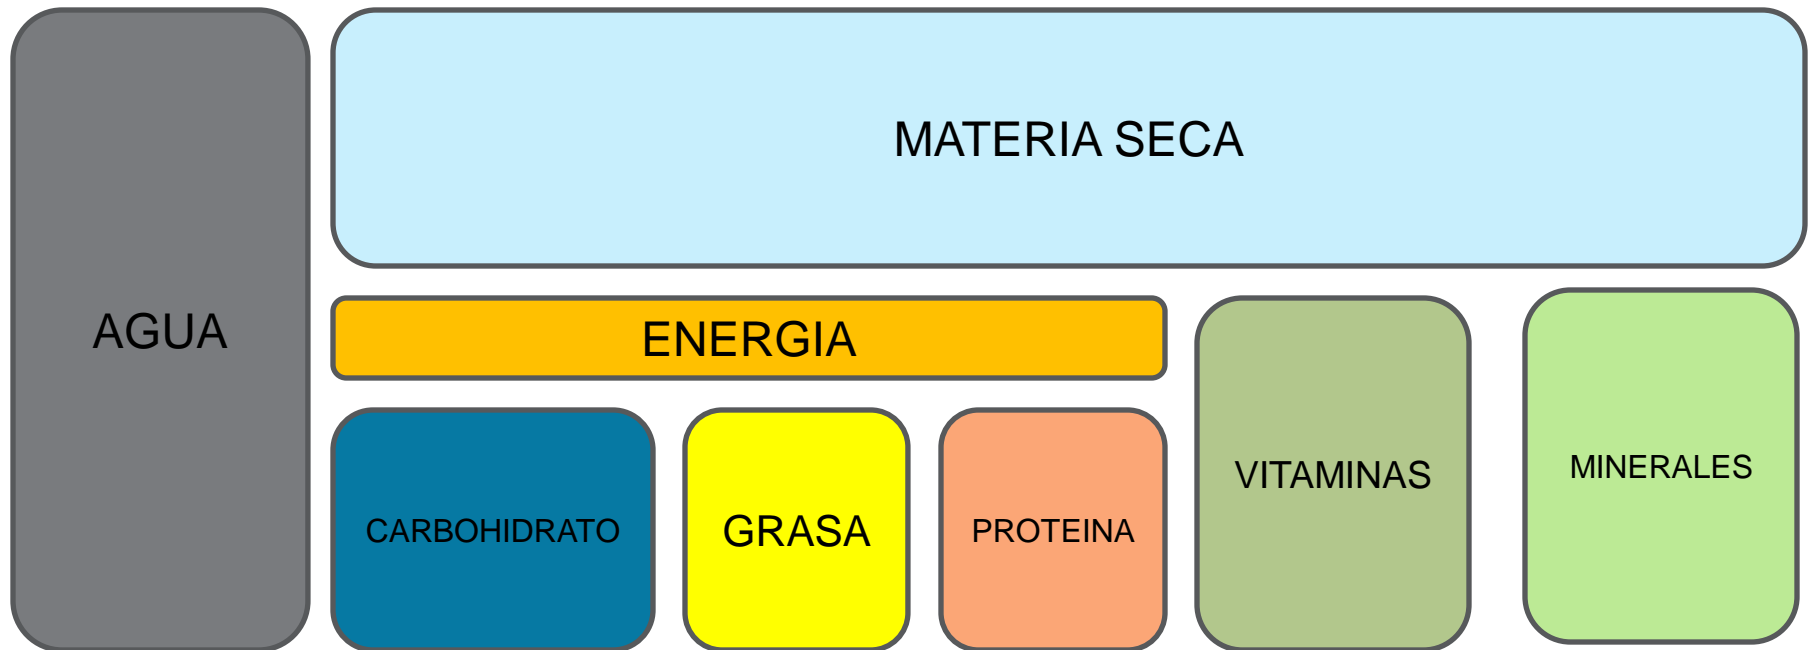 AGUA
MATERIA SECA
ENERGIA
CARBOHIDRATO
GRASA
PROTEINA
VITAMINAS
MINERALES